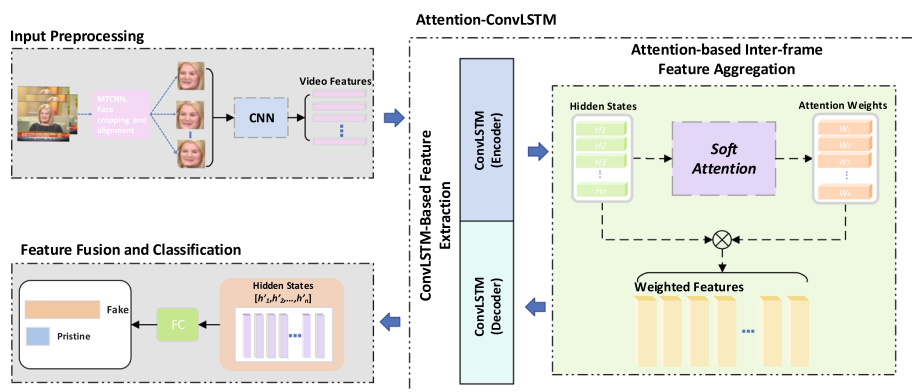 Attention-ConvLSTM
Input Preprocessing
MTCNN,
Face
cropping and
alignment
CNN
Video Features
ConvLSTM-Based Feature
Extraction
ConvLSTM
(Encoder)
ConvLSTM
(Decoder)
Attention-based Inter-frame
Feature Aggregation
Hidden States
H1
H2
H3
Hn
Soft
Attention
Attention Weights
W1
W2
W3
Wn
Weighted Features
Feature Fusion and Classification
Hidden States
[h'1,h'2,...,h'n]
FC
Fake
Pristine